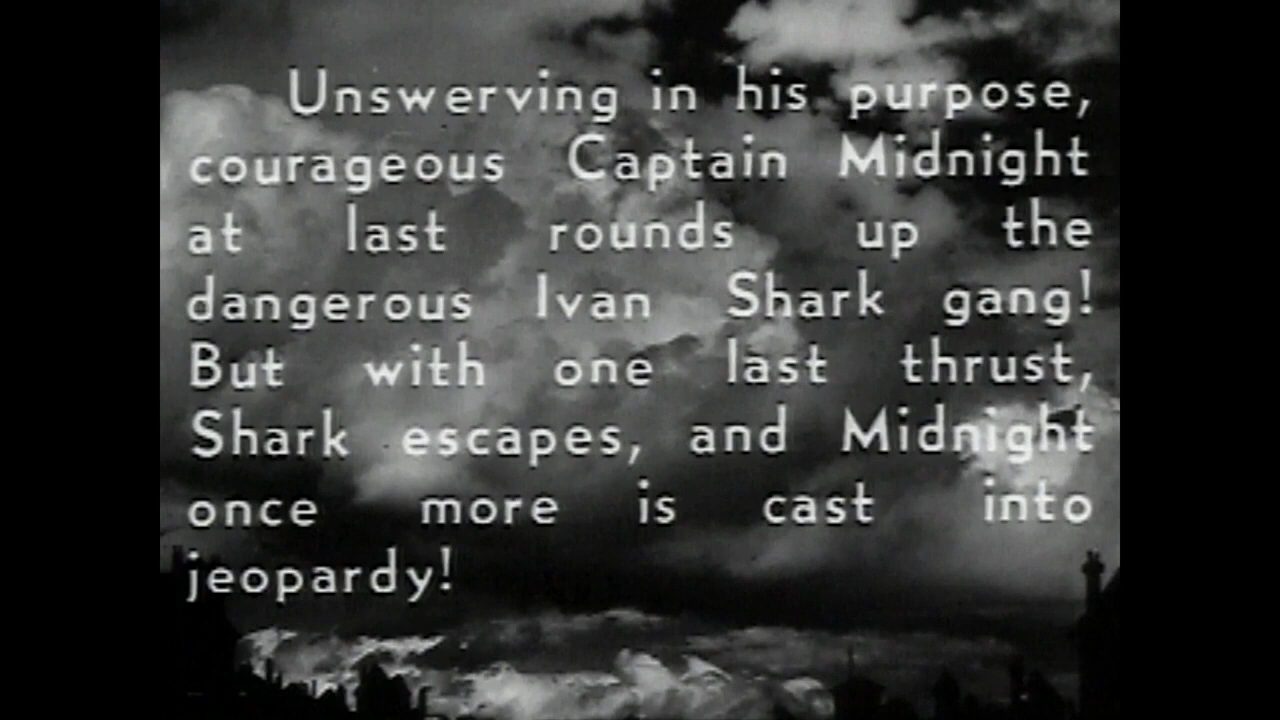 Unswerving in his purpose,
courageous Captain Midnight
at last rounds up the
dangerous Ivan Shark gang!
But with one last thrust,
Shark escapes, and Midnight
once more is cast into
jeopardy!